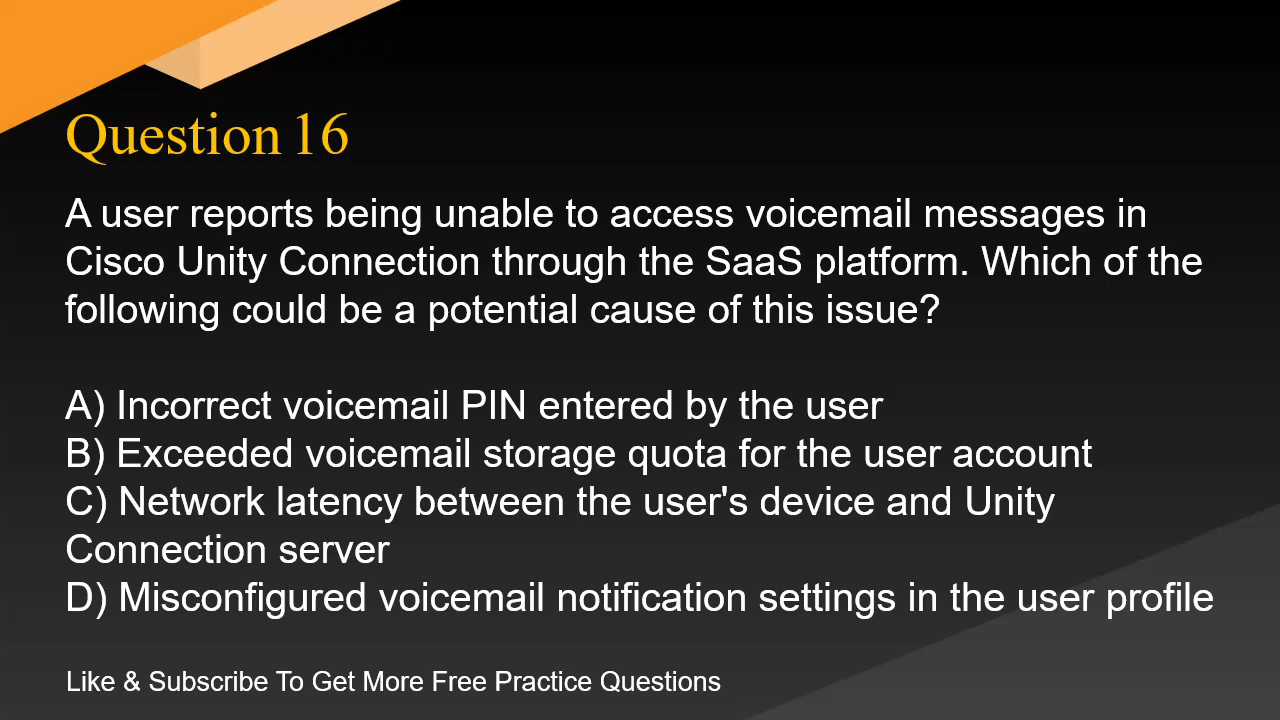 Question 16
A user reports being unable to access voicemail messages in
Cisco Unity Connection through the SaaS platform. Which of the
following could be a potential cause of this issue?
A) Incorrect voicemail PIN entered by the user
B) Exceeded voicemail storage quota for the user account
C) Network latency between the user's device and Unity
Connection server
D) Misconfigured voicemail notification settings in the user profile
Like & Subscribe To Get More Free Practice Questions